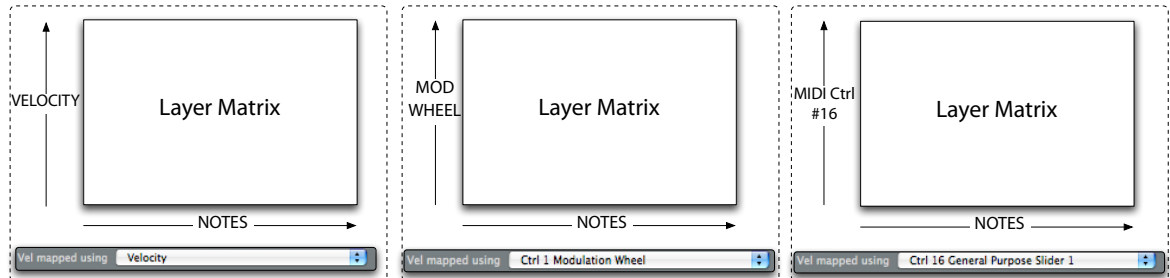 VELOCITY
Layer Matrix
NOTES
Vel mapped using Velocity
MOD
WHEEL
Layer Matrix
NOTES
Vel mapped using Ctrl 1 Modulation Wheel
MIDI Ctrl
#16
Layer Matrix
NOTES
Vel mapped using Ctrl 16 General Purpose Slider 1